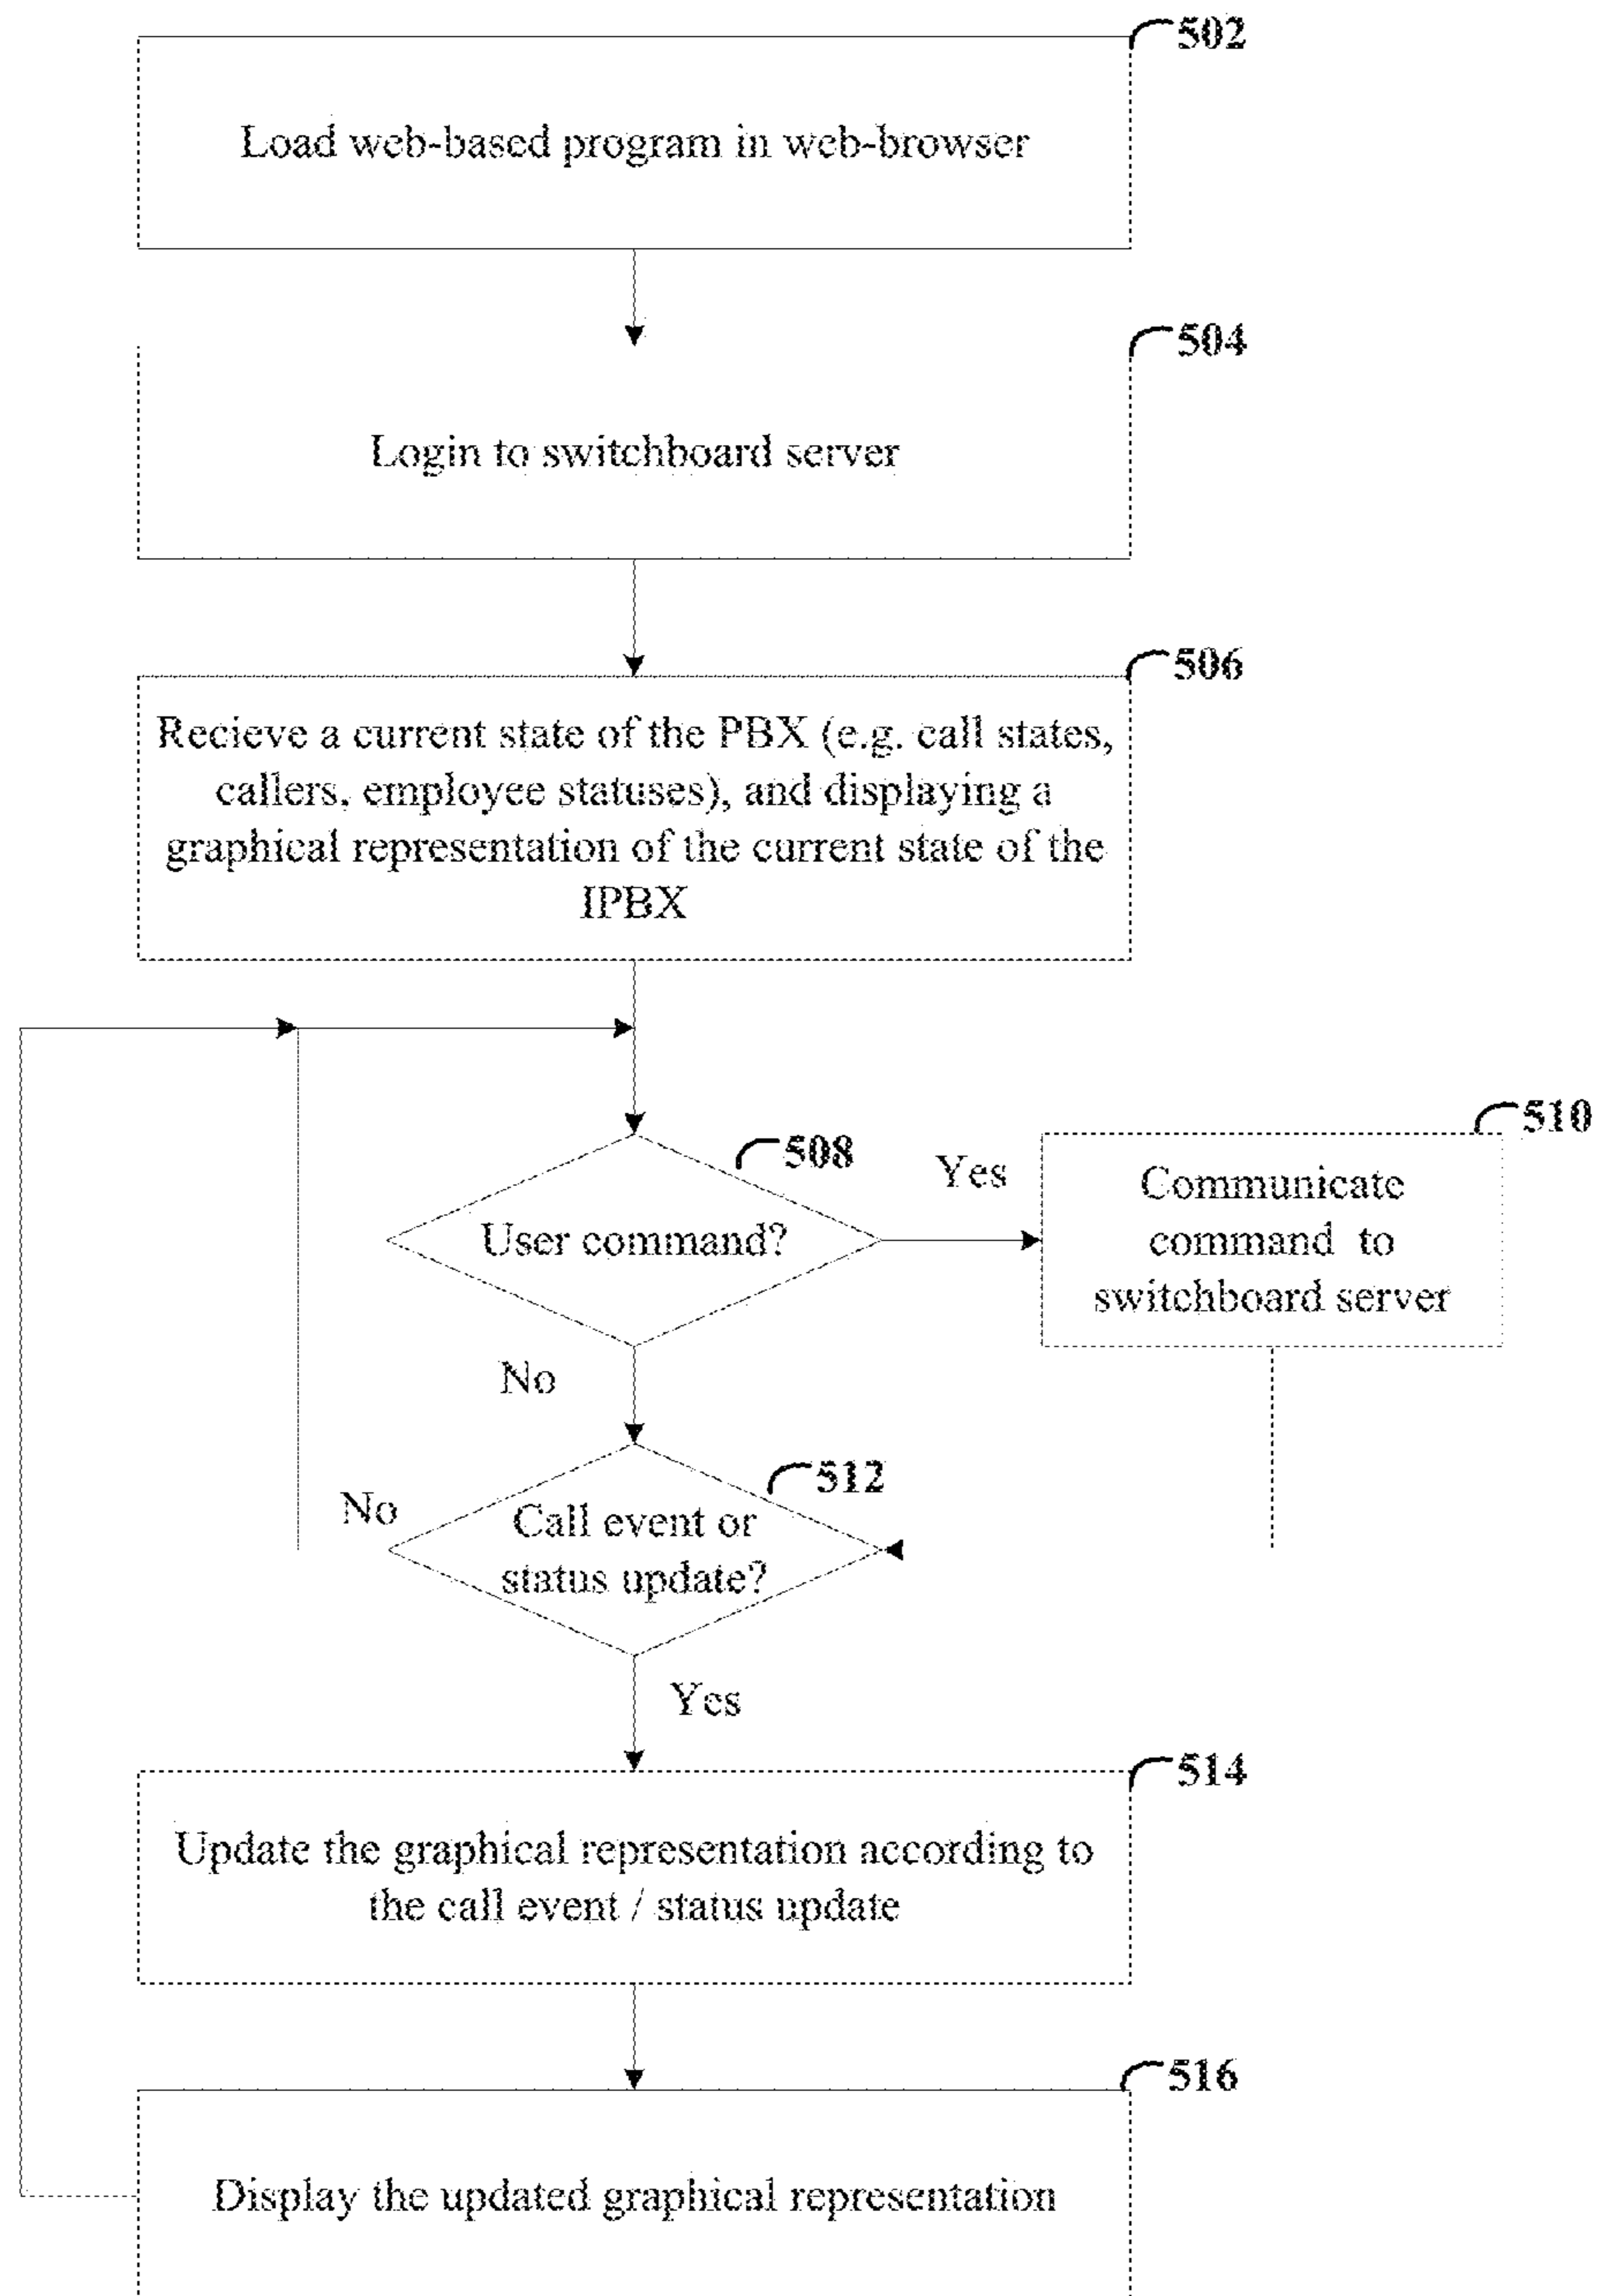 502
Load web-based program in web-browser
504
Login to switchboard server
506
Recieve a current state of the PBX (e.g. call states,
callers, employee statuses), and displaying a
graphical representation of the current state of the
IPBX
508
User command?
Yes
510
Communicate
command to
switchboard server
No
512
Call event or
status update?
No
Yes
514
Update the graphical representation according to
the call event / status update
516
Display the updated graphical representation